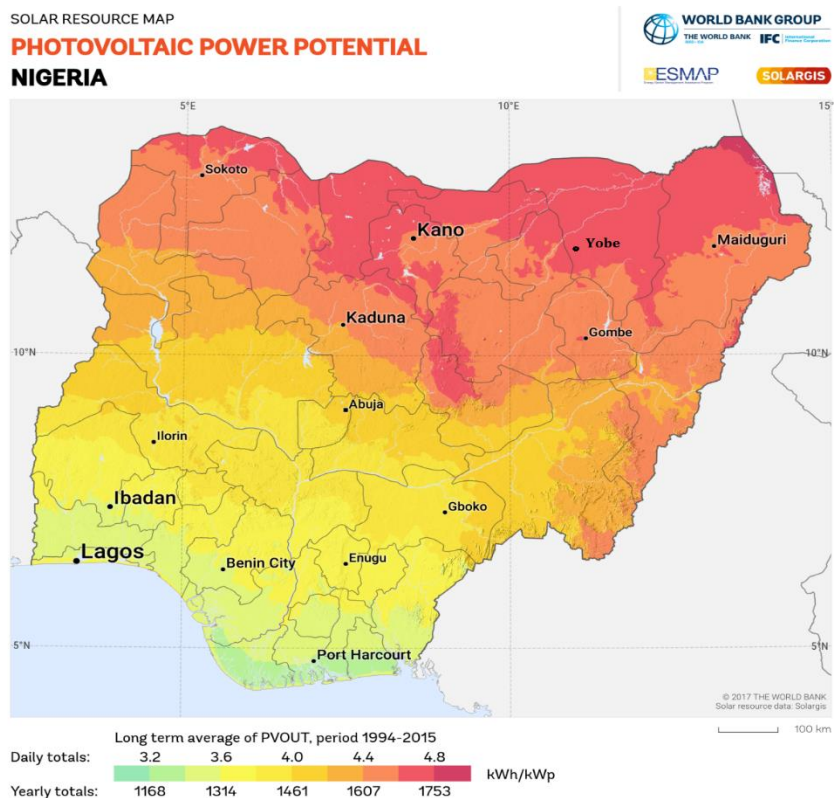 SOLAR RESOURCE MAP
PHOTOVOLTAIC POWER POTENTIAL
NIGERIA
WORLD BANK GROUP
THE WORLD BANK IFC International Finance Corporation
ESMAP
SOLARGIS
5°E 10°E 15°
Sokoto
Kano
Yobe
Maiduguri
Kaduna
Gombe
10°N 10°N
Abuja
Ilorin
Ibadan
Gboko
Lagos
Benin City
Enugu
5°N 5°N
Port Harcourt
© 2017 THE WORLD BANK
Solar resource data: Solargis
100 km
Long term average of PVOUT, period 1994-2015
Daily totals: 3.2 3.6 4.0 4.4 4.8
kWh/kWp
Yearly totals: 1168 1314 1461 1607 1753